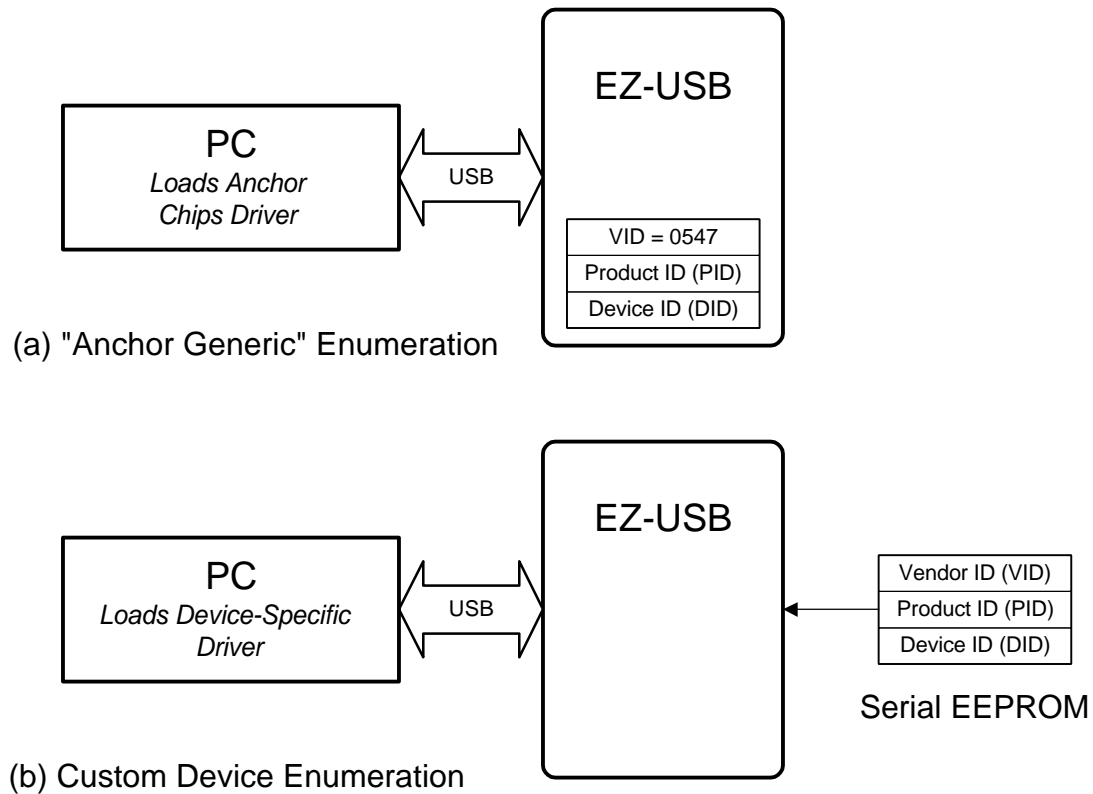 EZ-USB
PC
Loads Anchor
Chips Driver
USB
VID = 0547
Product ID (PID)
Device ID (DID)
(a) "Anchor Generic" Enumeration
EZ-USB
PC
Loads Device-Specific
Driver
USB
Vendor ID (VID)
Product ID (PID)
Device ID (DID)
Serial EEPROM
(b) Custom Device Enumeration